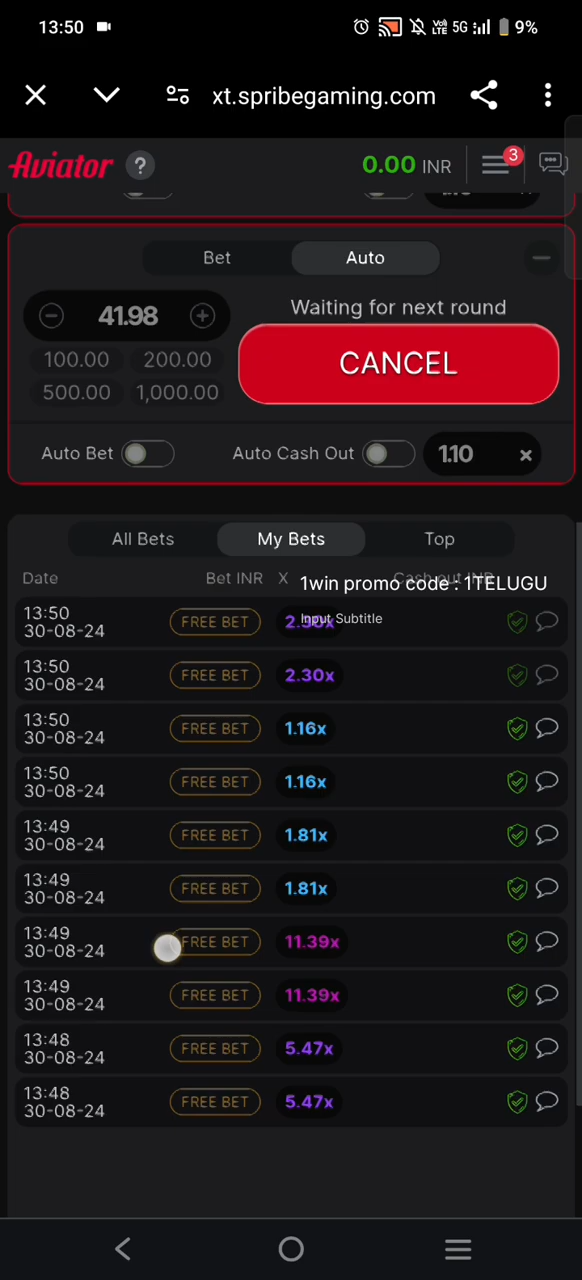 13:50 5G 9%
xt.spribegaming.com
Aviator ? 0.00 INR 3
Bet Auto
41.98 Waiting for next round
100.00 200.00 CANCEL
500.00 1,000.00
Auto Bet Auto Cash Out 1.10 ×
All Bets My Bets Top
Date Bet INR X Cash out INR
1win promo code : 1TELUGU
Input Subtitle
13:50
30-08-24 FREE BET
13:50
30-08-24 FREE BET 2.30x
13:50
30-08-24 FREE BET 1.16x
13:50
30-08-24 FREE BET 1.16x
13:49
30-08-24 FREE BET 1.81x
13:49
30-08-24 FREE BET 1.81x
13:49
30-08-24 FREE BET 11.39x
13:49
30-08-24 FREE BET 11.39x
13:48
30-08-24 FREE BET 5.47x
13:48
30-08-24 FREE BET 5.47x